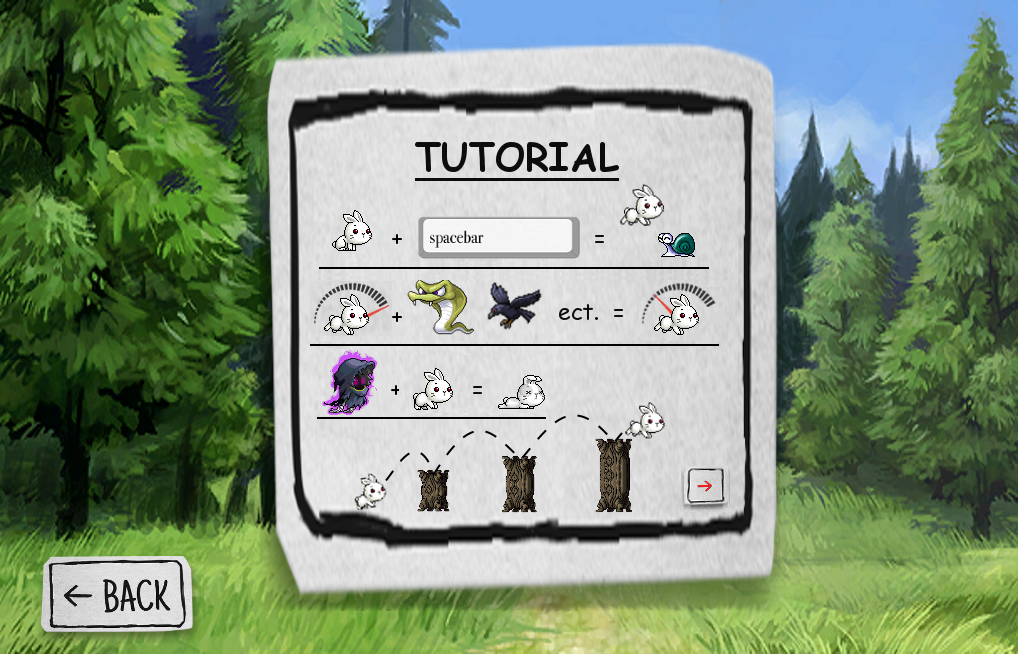 TUTORIAL
+ spacebar =
+ ect. =
+ =
← BACK